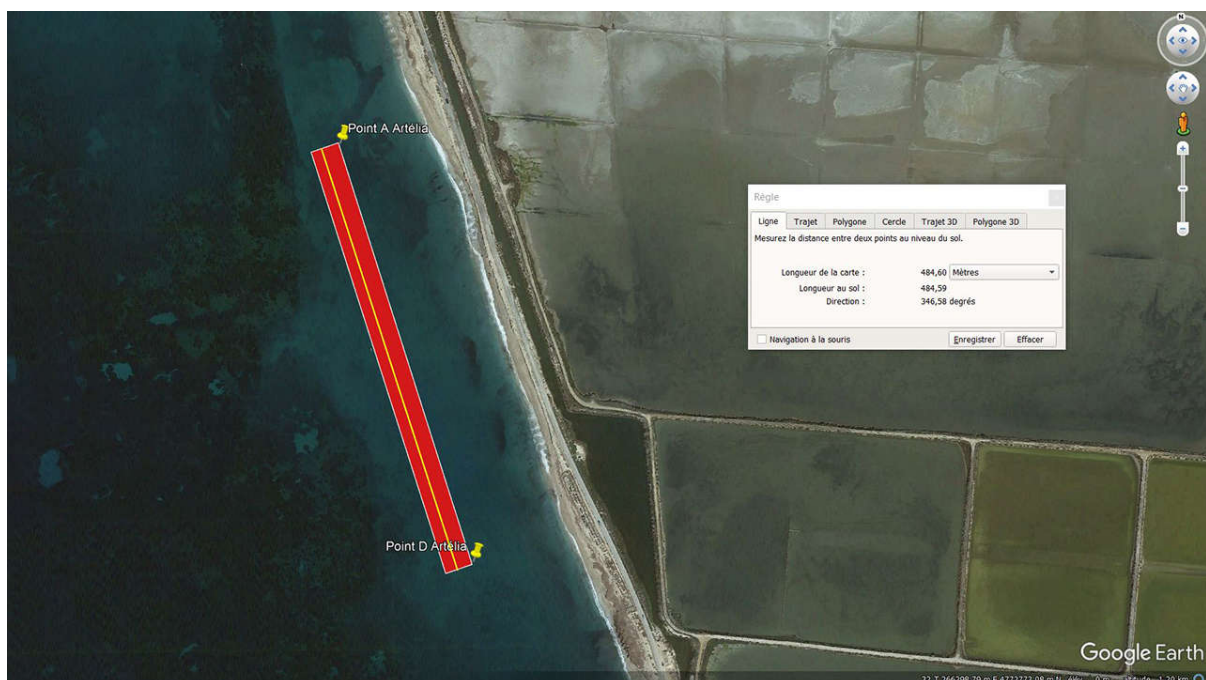 N
Point A Artélia
Règle
Ligne Trajet Polygone Cercle Trajet 3D Polygone 3D
Mesurez la distance entre deux points au niveau du sol.
Longueur de la carte : 484,60 Mètres
Longueur au sol : 484,59
Direction : 346,58 degrés
Navigation à la souris Enregistrer Effacer
Point D Artélia
Google Earth